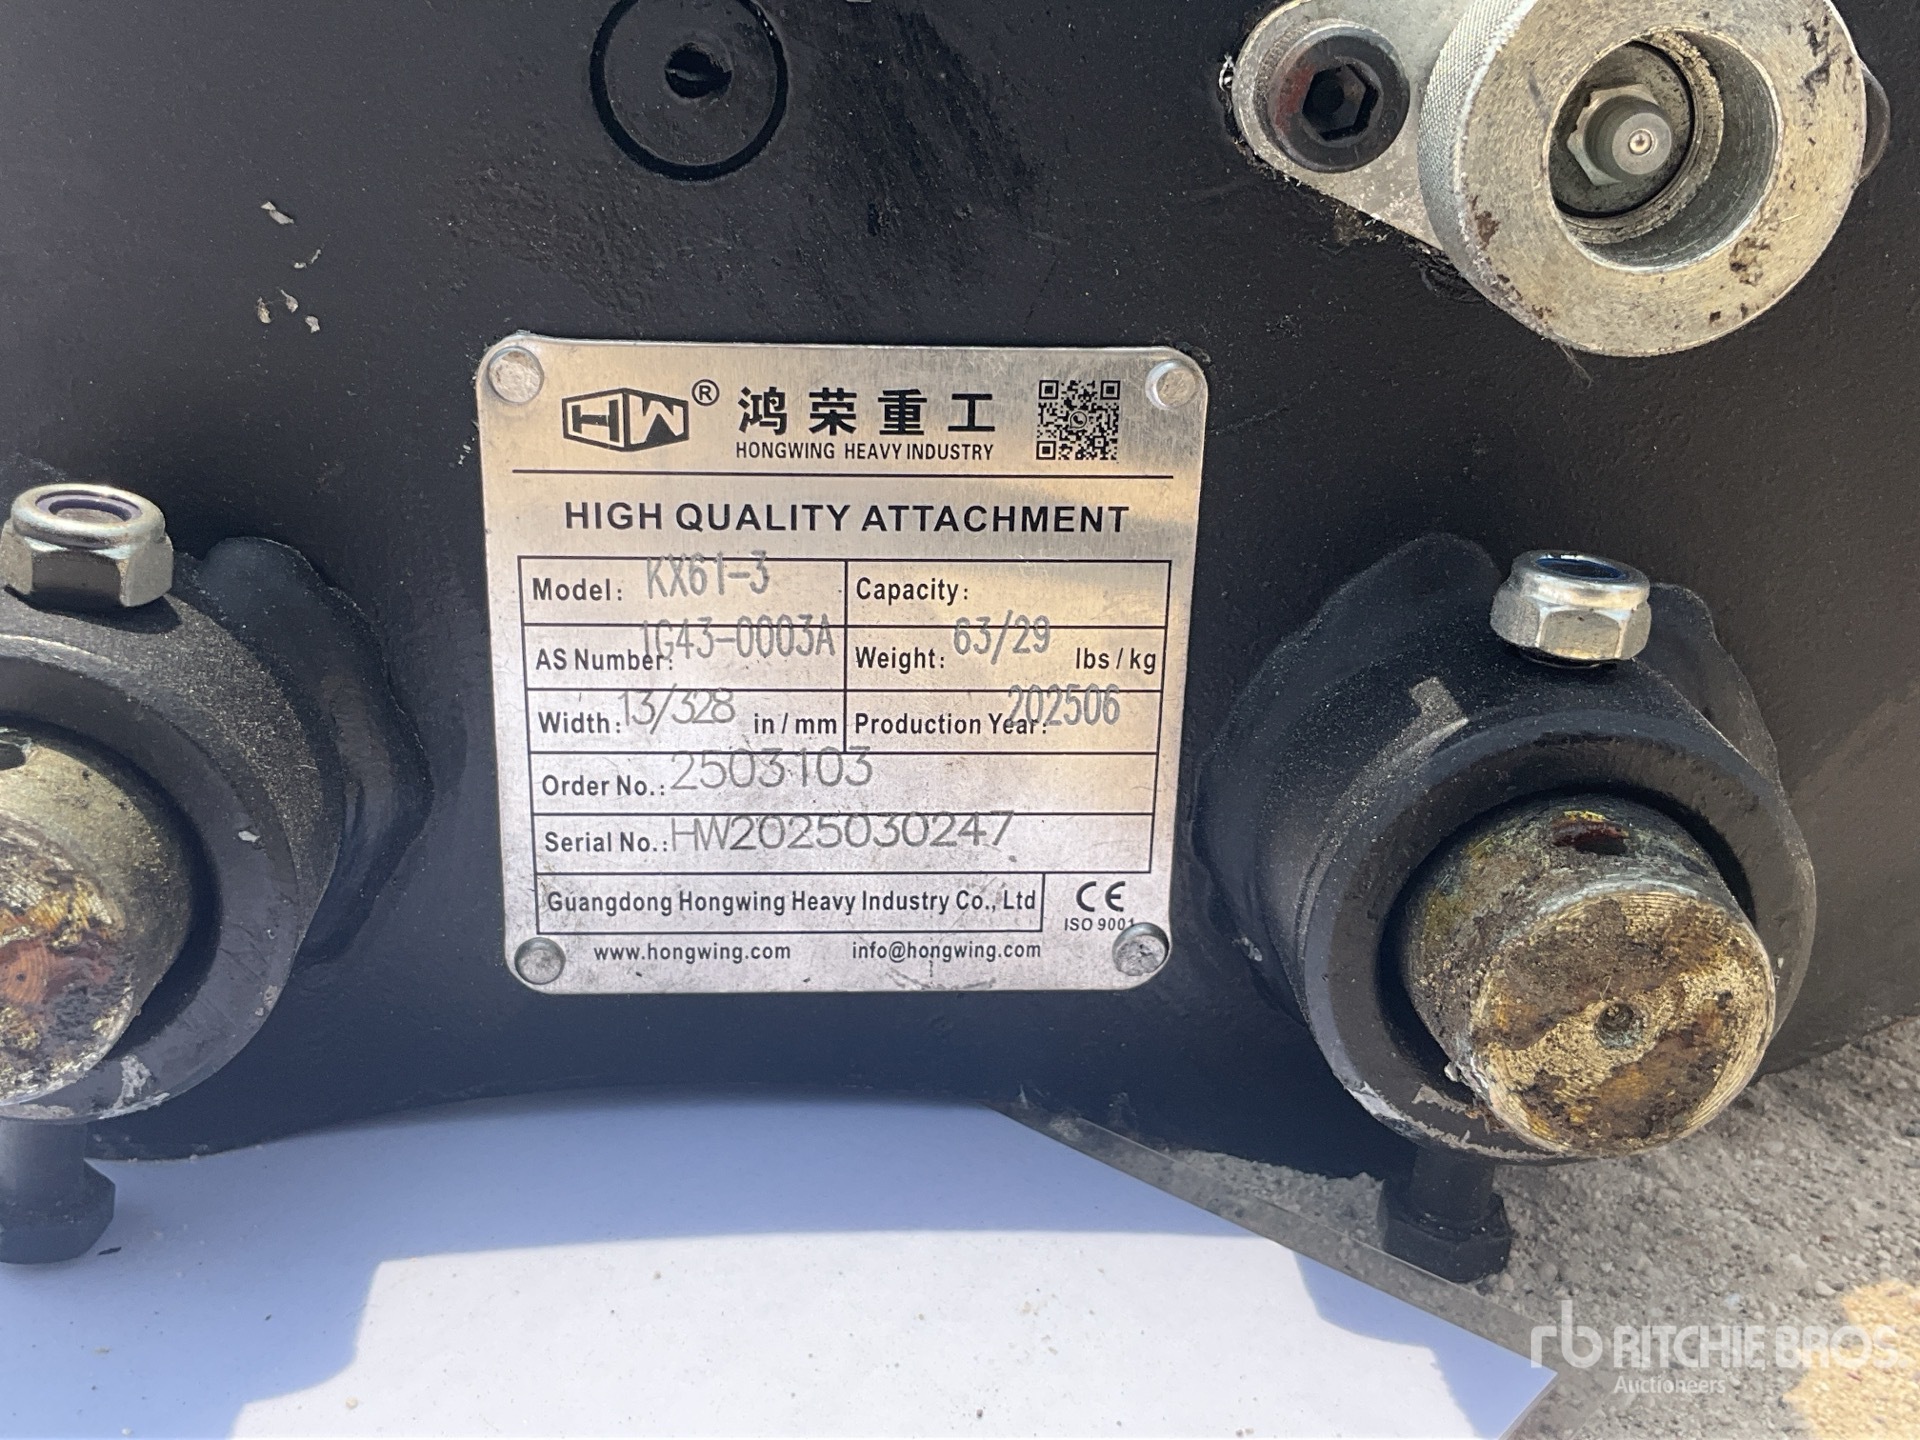 HW® 鸿荣重工
HONGWING HEAVY INDUSTRY
HIGH QUALITY ATTACHMENT
Model: KX61-3 Capacity:
AS Number: 1G43-0003A Weight: 63/29 lbs/kg
Width: 13/328 in/mm Production Year: 202506
Order No.: 2503103
Serial No.: HW2025030247
Guangdong Hongwing Heavy Industry Co., Ltd CE
ISO 9001
www.hongwing.com info@hongwing.com
rb RITCHIE BROS
Auctioneers